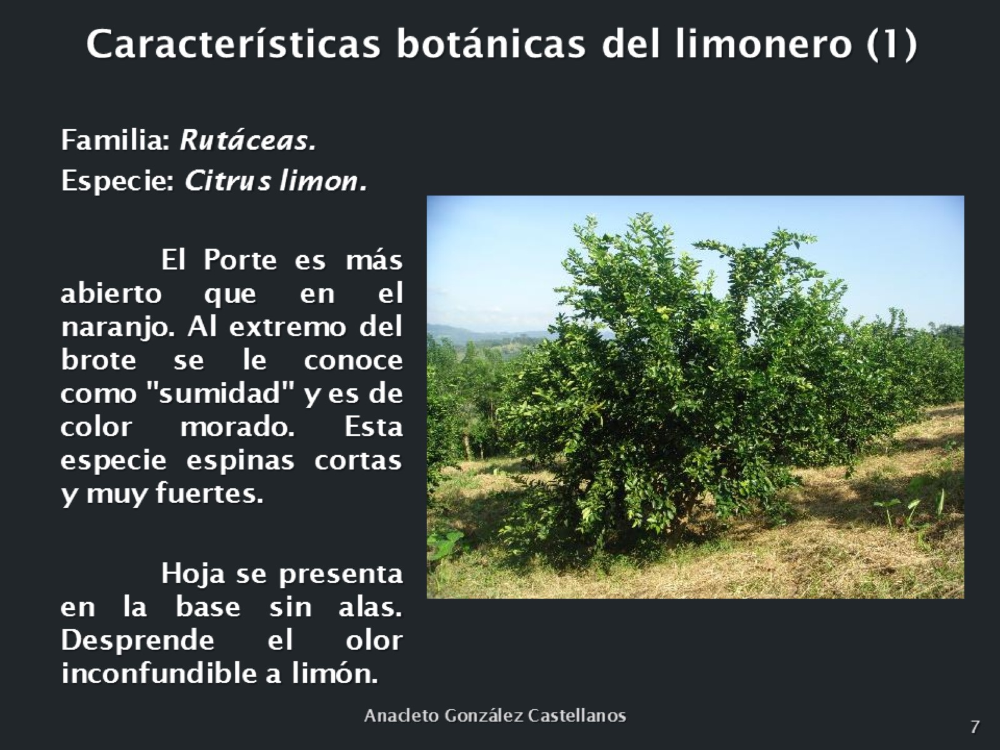 Características botánicas del limonero (1)
Familia: Rutáceas.
Especie: Citrus limon.
El Porte es más
abierto que en el
naranjo. Al extremo del
brote se le conoce
como "sumidad" y es de
color morado. Esta
especie espinas cortas
y muy fuertes.
Hoja se presenta
en la base sin alas.
Desprende el olor
inconfundible a limón.
Anacleto González Castellanos
7